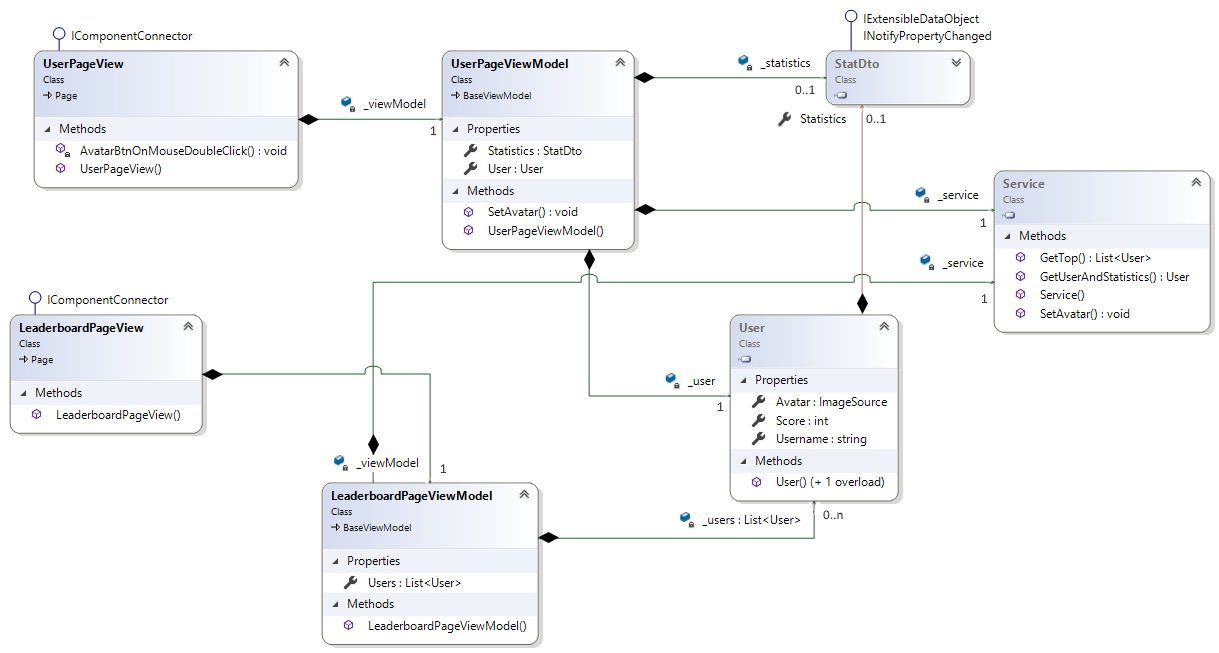 IComponentConnector
UserPageView
Class
Page
Methods
AvatarBtnOnMouseDoubleClick() : void
UserPageView()
_viewModel
1
UserPageViewModel
Class
BaseViewModel
Properties
Statistics : StatDto
User : User
Methods
SetAvatar() : void
UserPageViewModel()
_statistics
0..1
IExtensibleDataObject
INotifyPropertyChanged
StatDto
Class
Statistics
0..1
_service
1
_service
1
Service
Class
Methods
GetTop() : List<User>
GetUserAndStatistics() : User
Service()
SetAvatar() : void
IComponentConnector
LeaderboardPageView
Class
Page
Methods
LeaderboardPageView()
_viewModel
1
_user
1
User
Class
Properties
Avatar : ImageSource
Score : int
Username : string
Methods
User() (+ 1 overload)
LeaderboardPageViewModel
Class
BaseViewModel
Properties
Users : List<User>
Methods
LeaderboardPageViewModel()
_users : List<User>
0..n